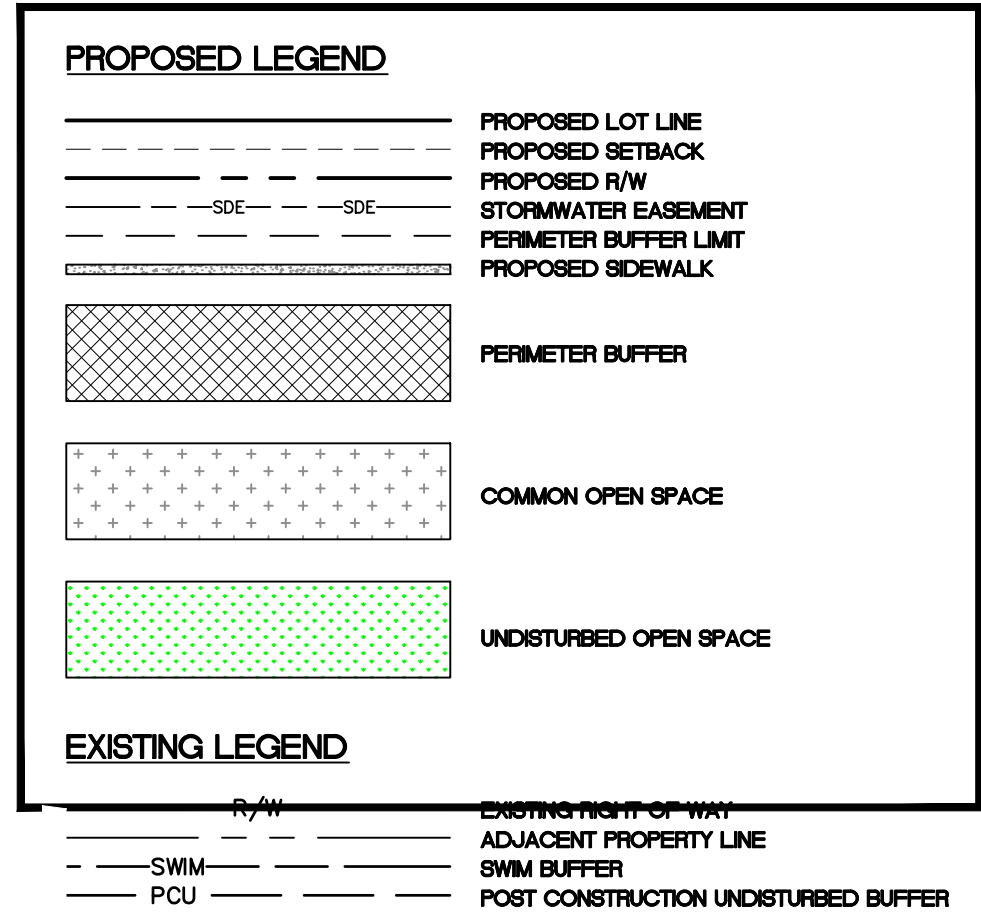 PROPOSED LEGEND
PROPOSED LOT LINE
PROPOSED SETBACK
PROPOSED R/W
SDE SDE STORMWATER EASEMENT
PERIMETER BUFFER LIMIT
PROPOSED SIDEWALK
PERIMETER BUFFER
COMMON OPEN SPACE
UNDISTURBED OPEN SPACE
EXISTING LEGEND
R/W EXISTING RIGHT OF WAY
ADJACENT PROPERTY LINE
SWIM SWIM BUFFER
PCU POST CONSTRUCTION UNDISTURBED BUFFER